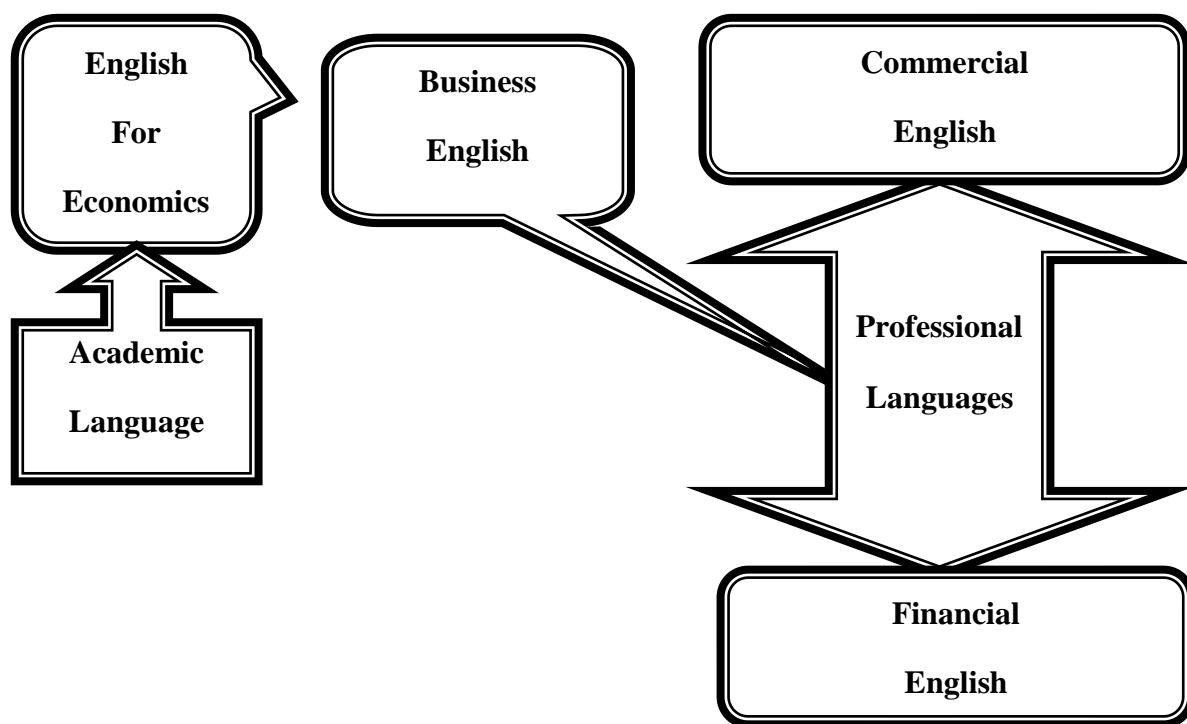 English
For
Economics
Academic
Language
Business
English
Commercial
English
Professional
Languages
Financial
English